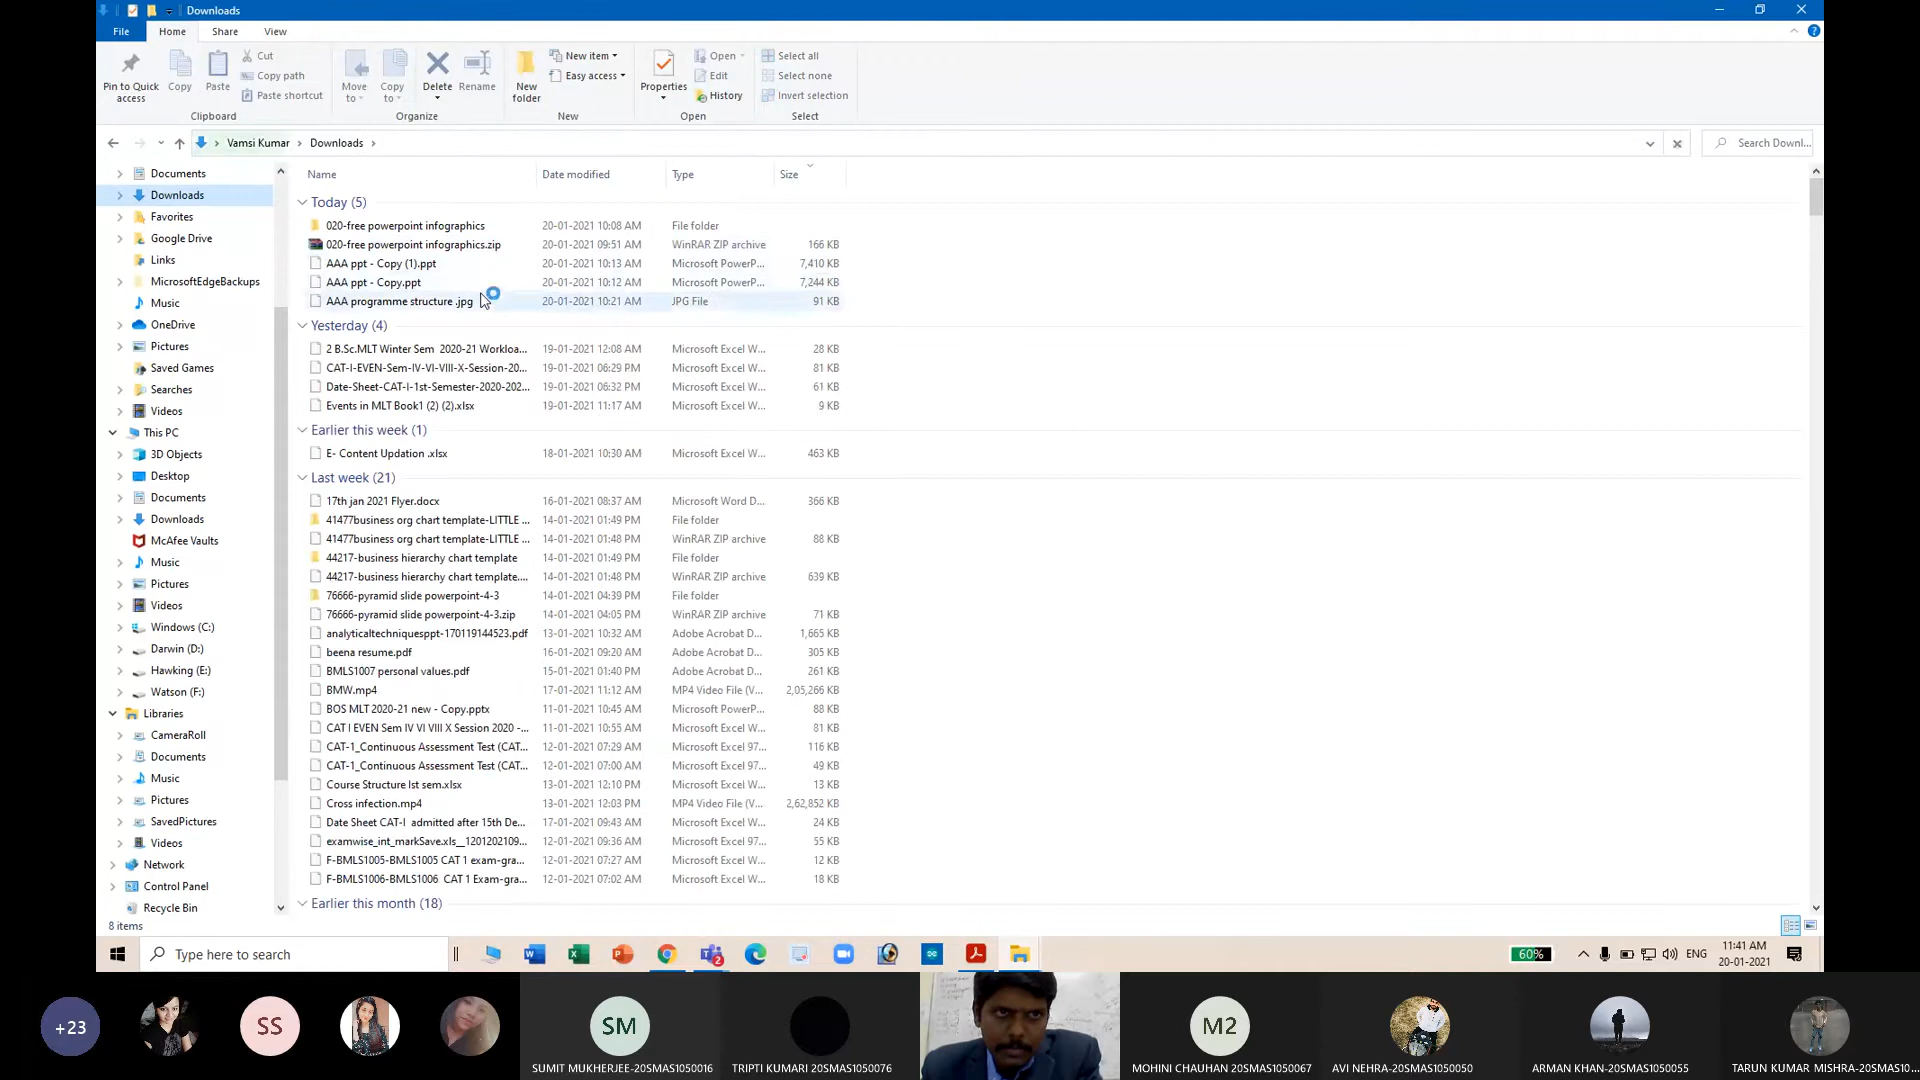 Downloads
File Home Share View
Pin to Quick access Copy Paste Cut Copy path Paste shortcut Move to Copy to Delete Rename New folder New item Easy access Properties Open Edit History Select all Select none Invert selection
Clipboard Organize New Open Select
Vamsi Kumar Downloads Search Downl...
Documents
Downloads
Favorites
Google Drive
Links
MicrosoftEdgeBackups
Music
OneDrive
Pictures
Saved Games
Searches
Videos
This PC
3D Objects
Desktop
Documents
Downloads
McAfee Vaults
Music
Pictures
Videos
Windows (C:)
Darwin (D:)
Hawking (E:)
Watson (F:)
Libraries
CameraRoll
Documents
Music
Pictures
SavedPictures
Videos
Network
Control Panel
Recycle Bin
Name Date modified Type Size
Today (5)
020-free powerpoint infographics 20-01-2021 10:08 AM File folder
020-free powerpoint infographics.zip 20-01-2021 09:51 AM WinRAR ZIP archive 166 KB
AAA ppt - Copy (1).ppt 20-01-2021 10:13 AM Microsoft PowerP... 7,410 KB
AAA ppt - Copy.ppt 20-01-2021 10:12 AM Microsoft PowerP... 7,244 KB
AAA programme structure .jpg 20-01-2021 10:21 AM JPG File 91 KB
Yesterday (4)
2 B.Sc.MLT Winter Sem 2020-21 Workloa... 19-01-2021 12:08 AM Microsoft Excel W... 28 KB
CAT-I-EVEN-Sem-IV-VI-VIII-X-Session-20... 19-01-2021 06:29 PM Microsoft Excel W... 81 KB
Date-Sheet-CAT-I-1st-Semester-2020-202... 19-01-2021 06:32 PM Microsoft Excel W... 61 KB
Events in MLT Book1 (2) (2).xlsx 19-01-2021 11:17 AM Microsoft Excel W... 9 KB
Earlier this week (1)
E- Content Updation .xlsx 18-01-2021 10:30 AM Microsoft Excel W... 463 KB
Last week (21)
17th jan 2021 Flyer.docx 16-01-2021 08:37 AM Microsoft Word D... 366 KB
41477business org chart template-LITTLE ... 14-01-2021 01:49 PM File folder
41477business org chart template-LITTLE ... 14-01-2021 01:48 PM WinRAR ZIP archive 88 KB
44217-business hierarchy chart template 14-01-2021 01:49 PM File folder
44217-business hierarchy chart template.... 14-01-2021 01:48 PM WinRAR ZIP archive 639 KB
76666-pyramid slide powerpoint-4-3 14-01-2021 04:39 PM File folder
76666-pyramid slide powerpoint-4-3.zip 14-01-2021 04:05 PM WinRAR ZIP archive 71 KB
analyticaltechniquesppt-170119144523.pdf 13-01-2021 10:32 AM Adobe Acrobat D... 1,665 KB
beena resume.pdf 16-01-2021 09:20 AM Adobe Acrobat D... 305 KB
BMLS1007 personal values.pdf 15-01-2021 01:40 PM Adobe Acrobat D... 261 KB
BMW.mp4 17-01-2021 11:12 AM MP4 Video File (V... 2,05,266 KB
BOS MLT 2020-21 new - Copy.pptx 11-01-2021 10:45 AM Microsoft PowerP... 88 KB
CAT I EVEN Sem IV VI VIII X Session 2020 -... 11-01-2021 10:55 AM Microsoft Excel W... 81 KB
CAT-1_Continuous Assessment Test (CAT... 12-01-2021 07:29 AM Microsoft Excel 97... 116 KB
CAT-1_Continuous Assessment Test (CAT... 12-01-2021 07:00 AM Microsoft Excel 97... 49 KB
Course Structure Ist sem.xlsx 13-01-2021 12:10 PM Microsoft Excel W... 13 KB
Cross infection.mp4 13-01-2021 12:03 PM MP4 Video File (V... 2,62,852 KB
Date Sheet CAT-I admitted after 15th De... 17-01-2021 09:43 AM Microsoft Excel W... 24 KB
examwise_int_markSave.xls__1201202109... 12-01-2021 09:36 AM Microsoft Excel 97... 55 KB
F-BMLS1005-BMLS1005 CAT 1 exam-gra... 12-01-2021 07:27 AM Microsoft Excel W... 12 KB
F-BMLS1006-BMLS1006 CAT 1 Exam-gra... 12-01-2021 07:02 AM Microsoft Excel W... 18 KB
Earlier this month (18)
8 items
Type here to search 60% ENG 11:41 AM
20-01-2021
+23 SS SM M2
SUMIT MUKHERJEE-20SMAS1050016 TRIPTI KUMARI 20SMAS1050076 MOHINI CHAUHAN 20SMAS1050067 AVI NEHRA-20SMAS1050050 ARMAN KHAN-20SMAS1050055 TARUN KUMAR MISHRA-20SMAS10...